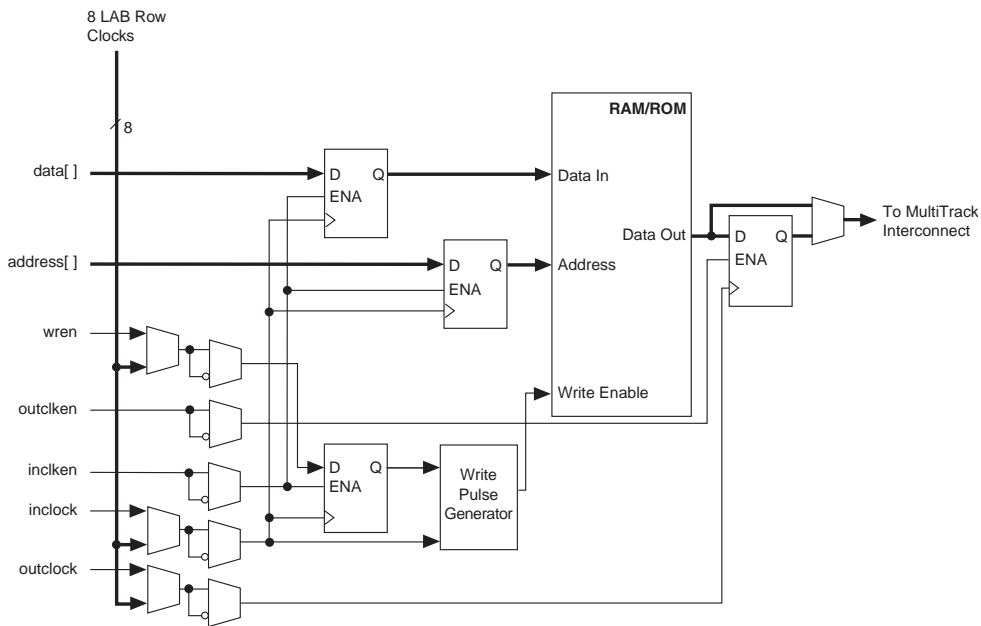 8 LAB Row
Clocks
8
RAM/ROM
data[ ]
D Q
ENA
Data In
To MultiTrack
Interconnect
Data Out
D Q
ENA
address[ ]
D Q
ENA
Address
wren
Write Enable
outclken
inclken
D Q
ENA
Write
Pulse
Generator
inclock
outclock